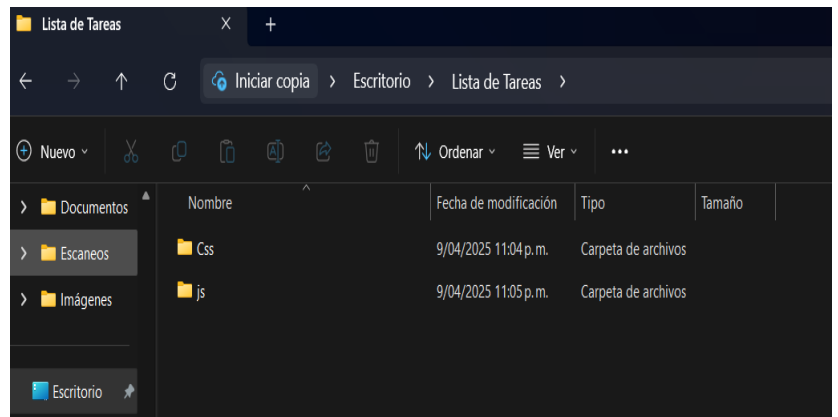 Lista de Tareas
Iniciar copia > Escritorio > Lista de Tareas >
Nuevo Ordenar Ver
Documentos
Escaneos
Imágenes
Escritorio
Nombre Fecha de modificación Tipo Tamaño
Css 9/04/2025 11:04 p. m. Carpeta de archivos
js 9/04/2025 11:05 p. m. Carpeta de archivos